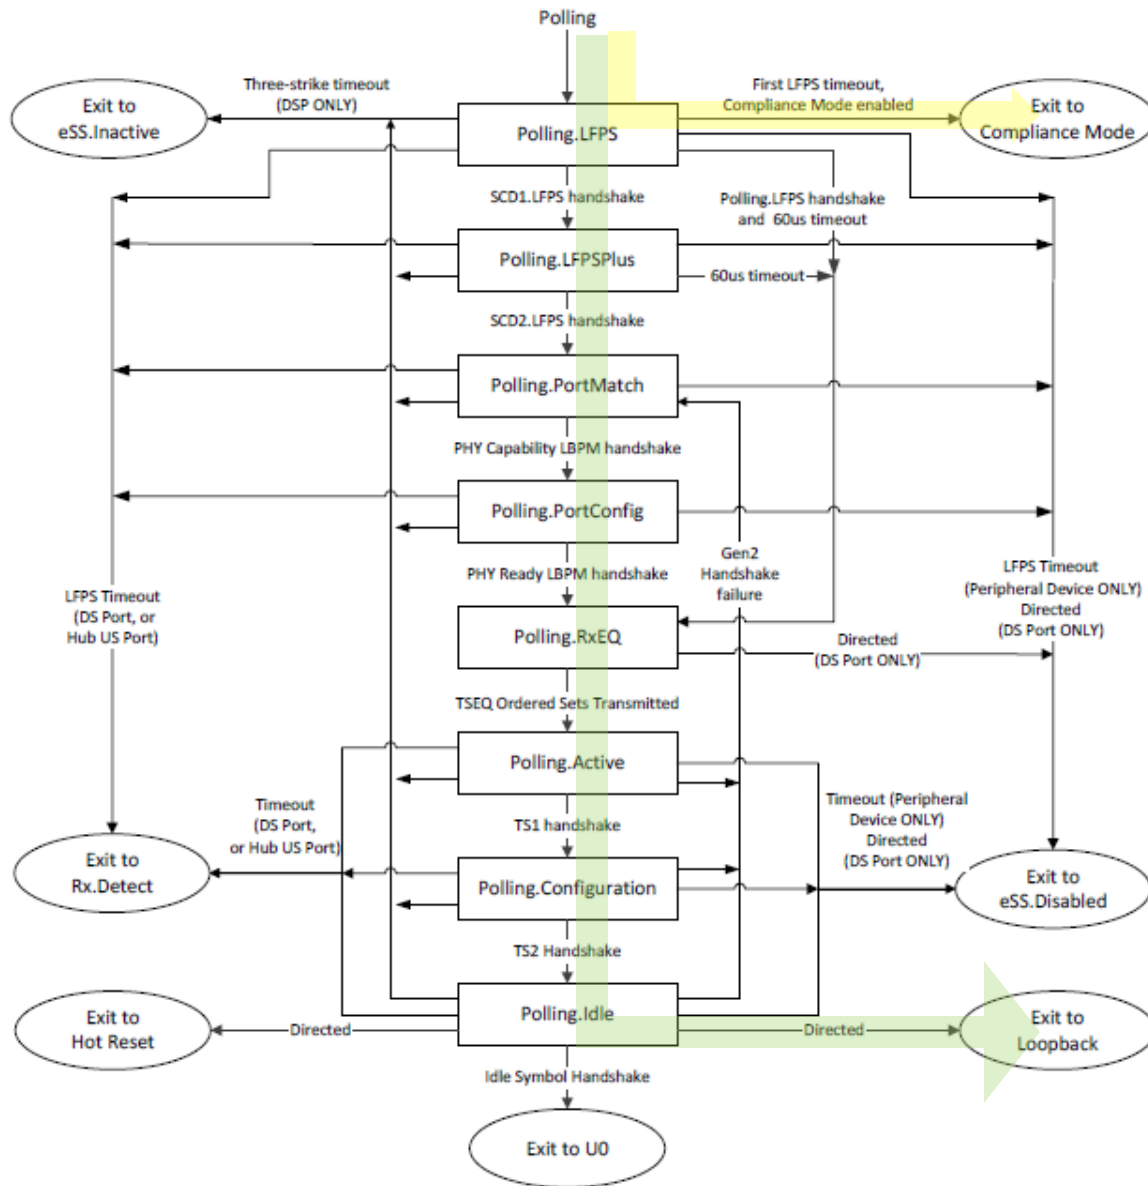 Polling
Three-strike timeout
(DSP ONLY)
First LFPS timeout,
Compliance Mode enabled
Exit to
eSS.Inactive
Polling.LFPS
Exit to
Compliance Mode
SCD1.LFPS handshake
Polling.LFPS handshake
and 60us timeout
Polling.LFPSPlus
60us timeout
SCD2.LFPS handshake
Polling.PortMatch
PHY Capability LBPM handshake
Polling.PortConfig
Gen2
Handshake
failure
PHY Ready LBPM handshake
LFPS Timeout
(DS Port, or
Hub US Port)
LFPS Timeout
(Peripheral Device ONLY)
Directed
(DS Port ONLY)
Polling.RxEQ
Directed
(DS Port ONLY)
TSEQ Ordered Sets Transmitted
Polling.Active
Timeout
(DS Port,
or Hub US Port)
TS1 handshake
Timeout (Peripheral
Device ONLY)
Directed
(DS Port ONLY)
Exit to
Rx.Detect
Polling.Configuration
Exit to
eSS.Disabled
TS2 Handshake
Exit to
Hot Reset
Directed
Polling.Idle
Directed
Exit to
Loopback
Idle Symbol Handshake
Exit to U0